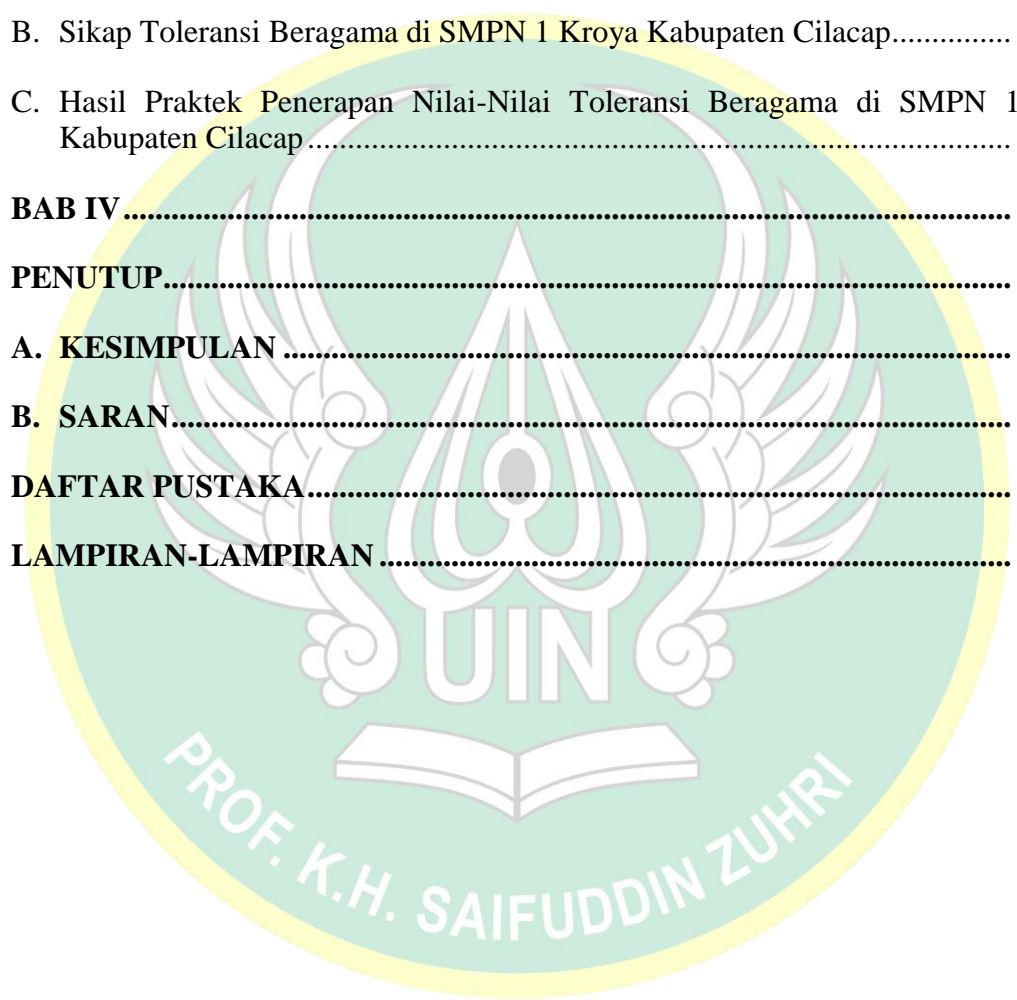 B. Sikap Toleransi Beragama di SMPN 1 Kroya Kabupaten Cilacap...............
C. Hasil Praktek Penerapan Nilai-Nilai Toleransi Beragama di SMPN 1
Kabupaten Cilacap.........................................................................................
BAB IV.............................................................................................................
PENUTUP........................................................................................................
A. KESIMPULAN..........................................................................................
B. SARAN........................................................................................................
DAFTAR PUSTAKA.......................................................................................
LAMPIRAN-LAMPIRAN..............................................................................
UIN
PROF. K.H. SAIFUDDIN ZUHRI